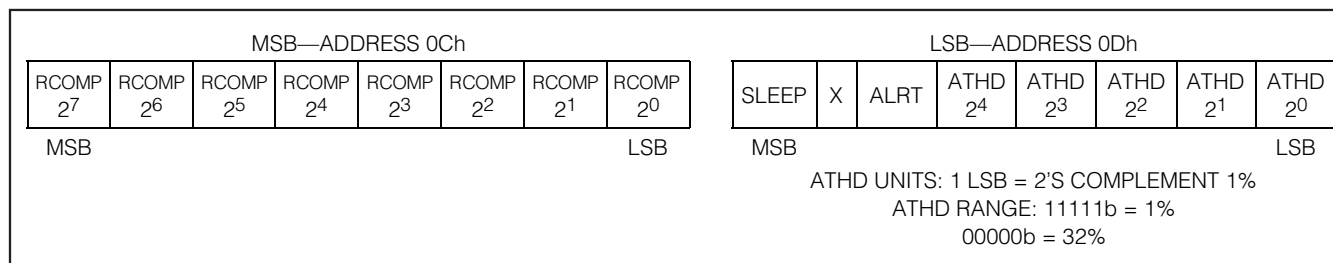 MSB—ADDRESS 0Ch
RCOMP 2⁷ RCOMP 2⁶ RCOMP 2⁵ RCOMP 2⁴ RCOMP 2³ RCOMP 2² RCOMP 2¹ RCOMP 2⁰
MSB LSB
LSB—ADDRESS 0Dh
SLEEP X ALRT ATHD 2⁴ ATHD 2³ ATHD 2² ATHD 2¹ ATHD 2⁰
MSB LSB
ATHD UNITS: 1 LSB = 2'S COMPLEMENT 1%
ATHD RANGE: 11111b = 1%
00000b = 32%